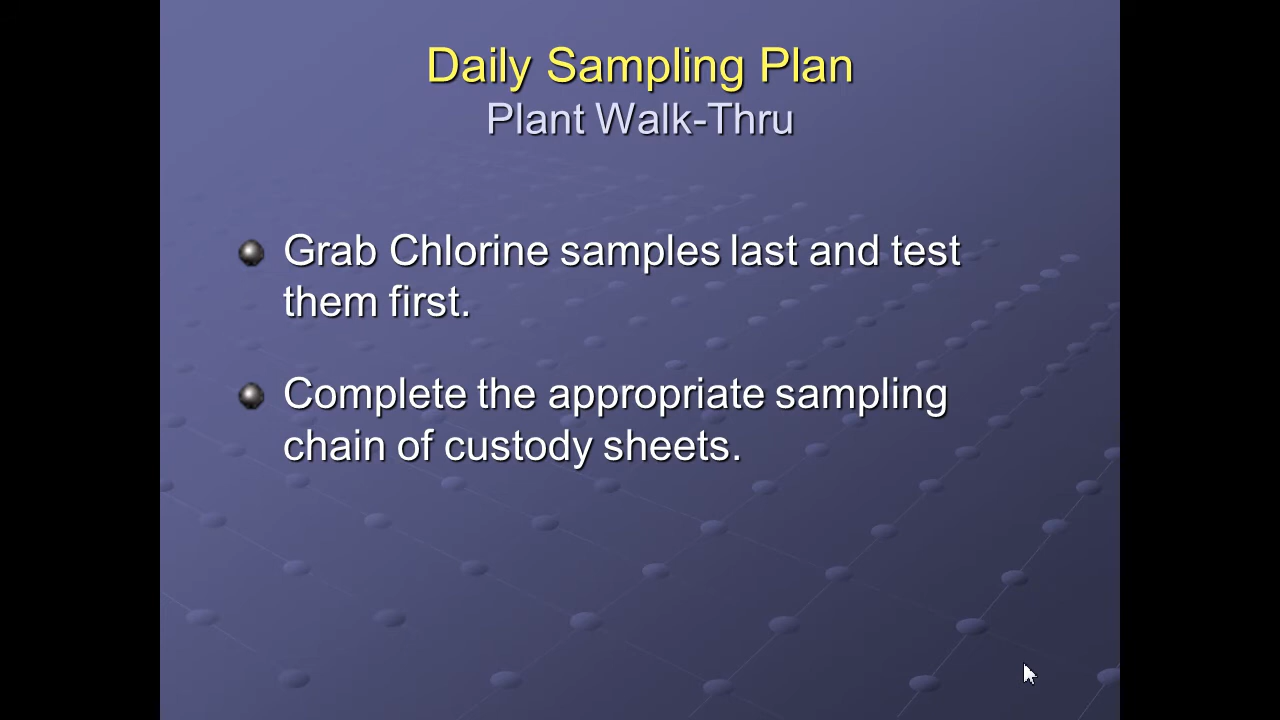 Daily Sampling Plan
Plant Walk-Thru
Grab Chlorine samples last and test
them first.
Complete the appropriate sampling
chain of custody sheets.